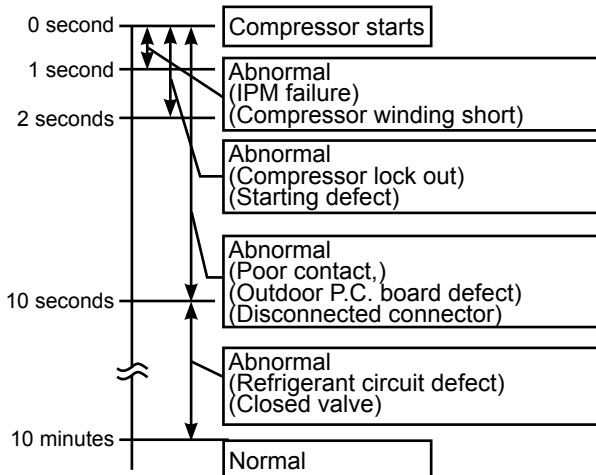 0 second
Compressor starts
1 second
Abnormal
(IPM failure)
(Compressor winding short)
2 seconds
Abnormal
(Compressor lock out)
(Starting defect)
Abnormal
(Poor contact,)
(Outdoor P.C. board defect)
(Disconnected connector)
10 seconds
Abnormal
(Refrigerant circuit defect)
(Closed valve)
10 minutes
Normal